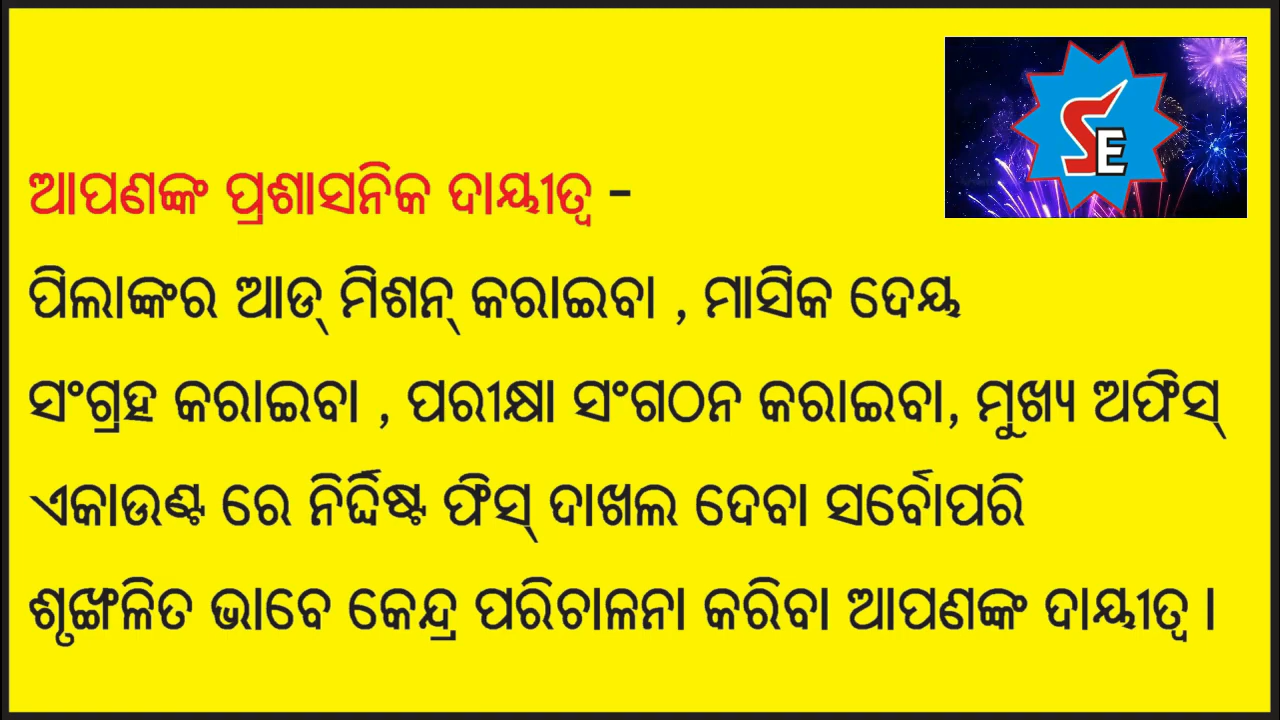 SE
ଆପଣଙ୍କ ପ୍ରଶାସନିକ ଦାୟୀତ୍ୱ -
ପିଲାଙ୍କର ଆଡ୍ ମିଶନ୍ କରାଇବା , ମାସିକ ଦେୟ
ସଂଗ୍ରହ କରାଇବା , ପରୀକ୍ଷା ସଂଗଠନ କରାଇବା, ମୁଖ୍ୟ ଅଫିସ୍
ଏକାଉଣ୍ଟ ରେ ନିର୍ଦ୍ଦିଷ୍ଟ ଫିସ୍ ଦାଖଲ ଦେବା ସର୍ବୋପରି
ଶୃଙ୍ଖଳିତ ଭାବେ କେନ୍ଦ୍ର ପରିଚାଳନା କରିବା ଆପଣଙ୍କ ଦାୟୀତ୍ୱ ।